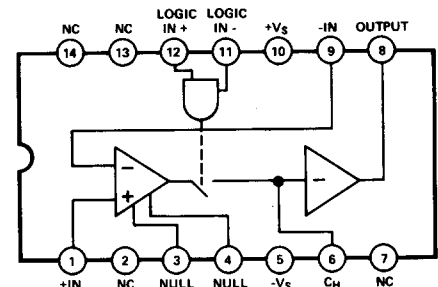 NC NC LOGIC IN + LOGIC IN - +VS -IN OUTPUT
14 13 12 11 10 9 8
−
+
−
1 2 3 4 5 6 7
+IN NC NULL NULL -VS CH NC